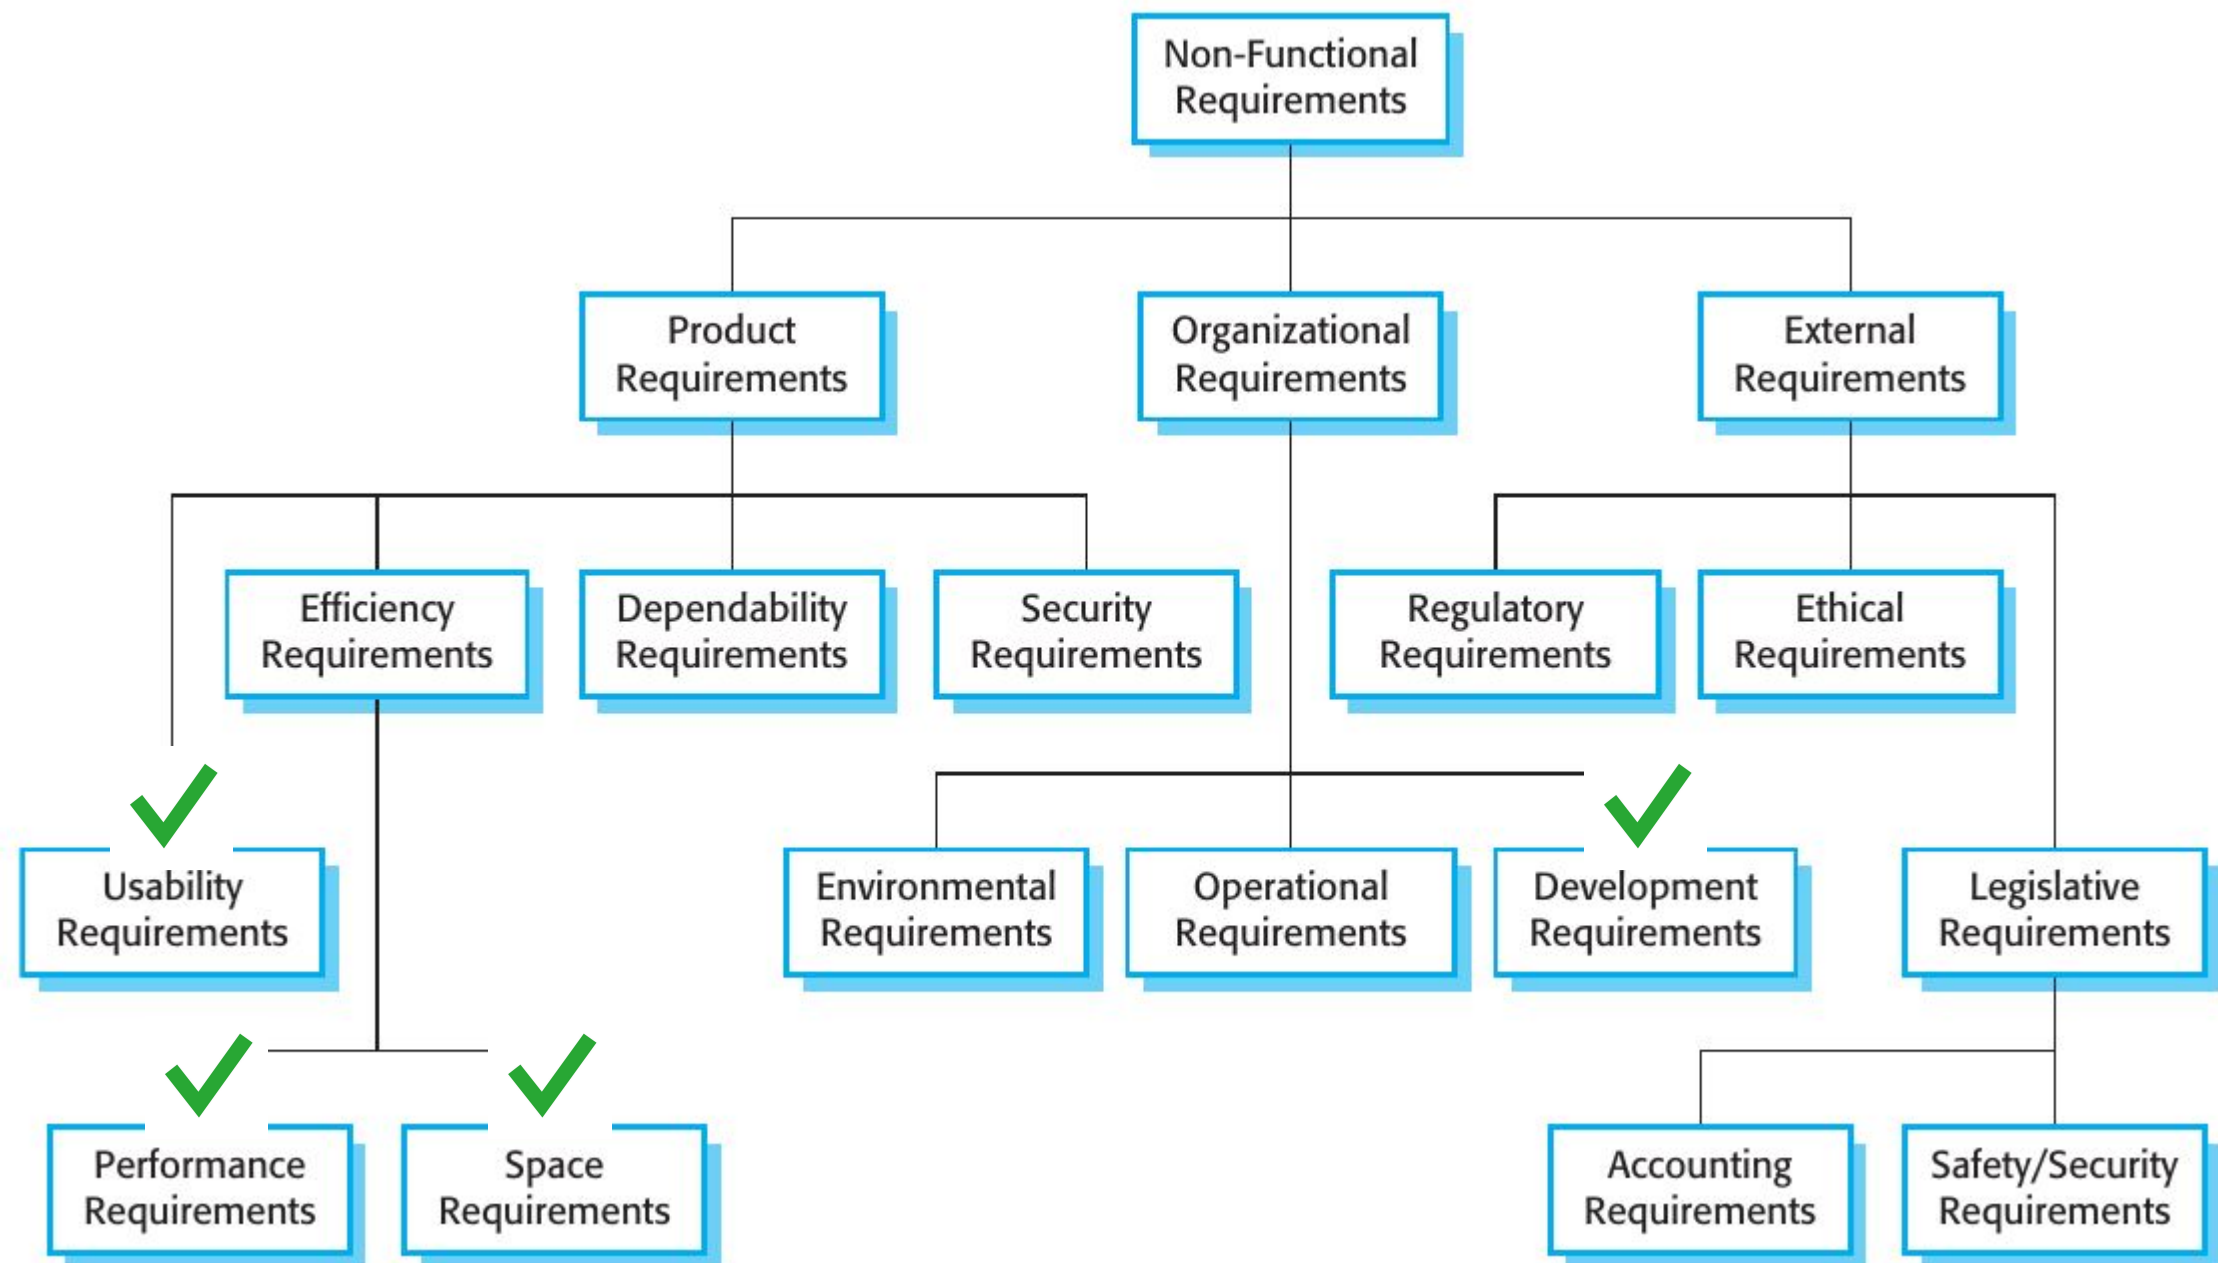 Non-Functional
Requirements
Product
Requirements
Organizational
Requirements
External
Requirements
Efficiency
Requirements
Dependability
Requirements
Security
Requirements
Regulatory
Requirements
Ethical
Requirements
Usability
Requirements
Environmental
Requirements
Operational
Requirements
Development
Requirements
Legislative
Requirements
Performance
Requirements
Space
Requirements
Accounting
Requirements
Safety/Security
Requirements